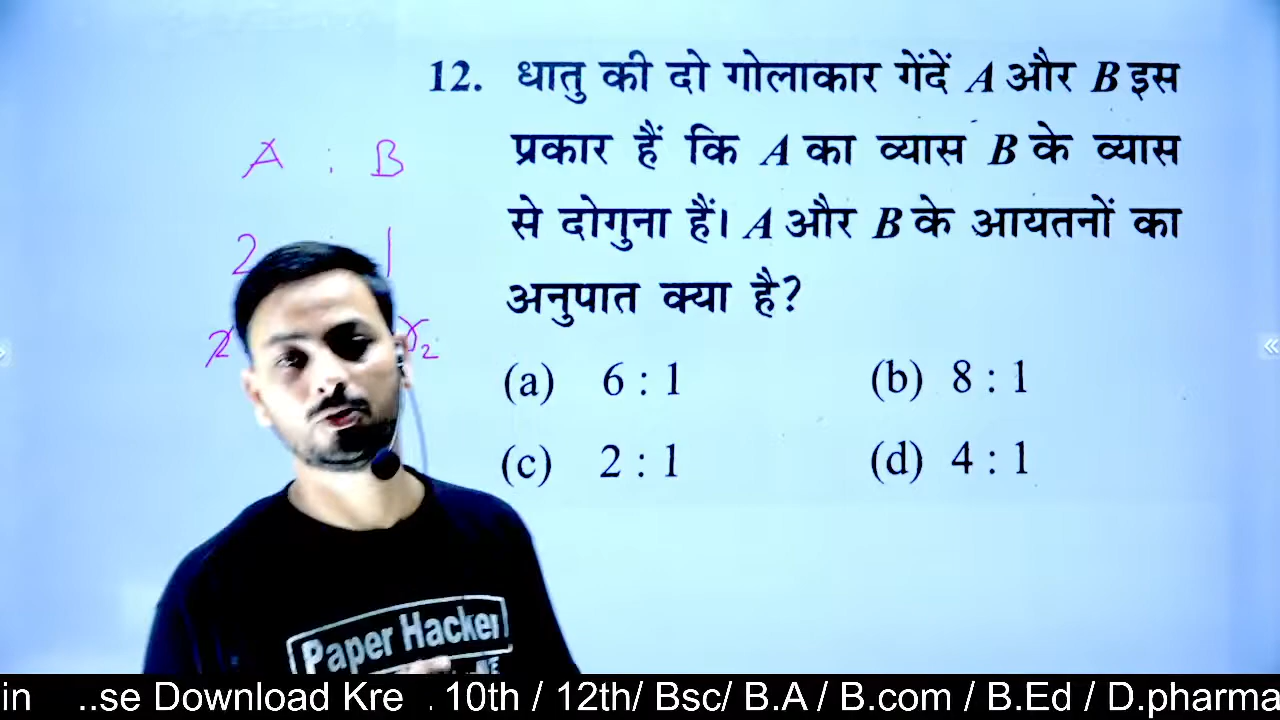 12. धातु की दो गोलाकार गेंदें A और B इस
प्रकार हैं कि A का व्यास B के व्यास
से दोगुना हैं। A और B के आयतनों का
अनुपात क्या है?
(a) 6 : 1 (b) 8 : 1
(c) 2 : 1 (d) 4 : 1
A : B
2 : 1
r₂
Paper Hacker
in ..se Download Kre . 10th / 12th/ Bsc/ B.A / B.com / B.Ed / D.pharma